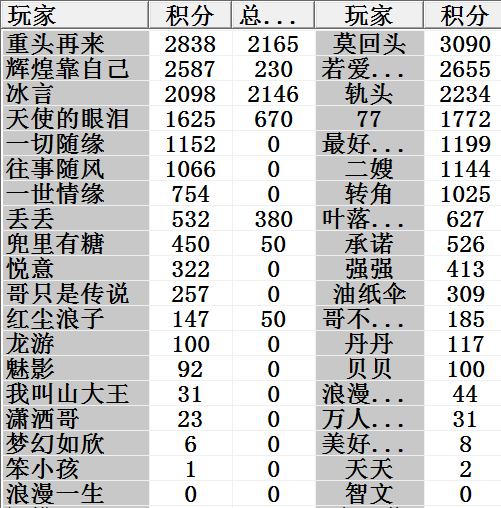 玩家 积分 总... 玩家 积分
重头再来 2838 2165 莫回头 3090
辉煌靠自己 2587 230 若爱... 2655
冰言 2098 2146 轨头 2234
天使的眼泪 1625 670 77 1772
一切随缘 1152 0 最好... 1199
往事随风 1066 0 二嫂 1144
一世情缘 754 0 转角 1025
丢丢 532 380 叶落... 627
兜里有糖 450 50 承诺 526
悦意 322 0 强强 413
哥只是传说 257 0 油纸伞 309
红尘浪子 147 50 哥不... 185
龙游 100 0 丹丹 117
魅影 92 0 贝贝 100
我叫山大王 31 0 浪漫... 44
潇洒哥 23 0 万人... 31
梦幻如欣 6 0 美好... 8
笨小孩 1 0 天天 2
浪漫一生 0 0 智文 0